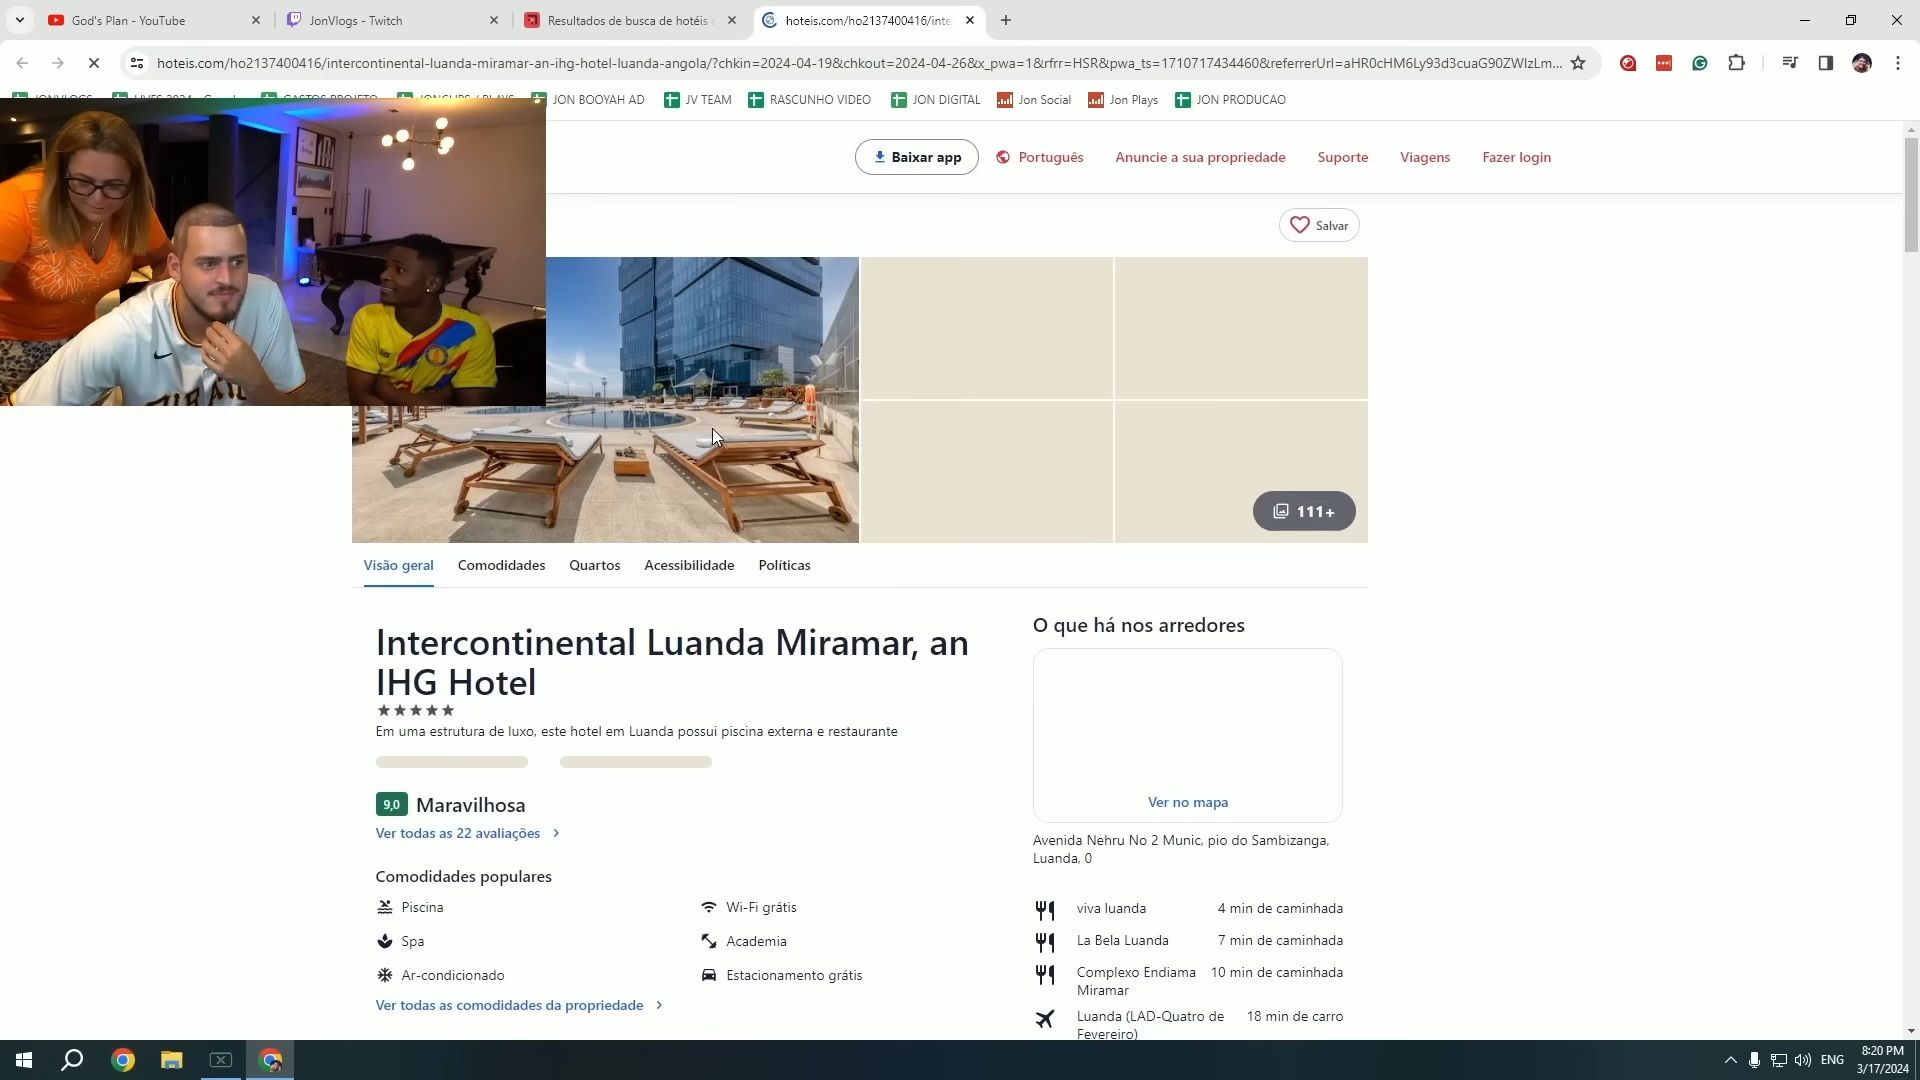 God's Plan - YouTube
JonVlogs - Twitch
Resultados de busca de hotéis
hoteis.com/ho2137400416/inte
hoteis.com/ho2137400416/intercontinental-luanda-miramar-an-ihg-hotel-luanda-angola/?chkin=2024-04-19&chkout=2024-04-26&x_pwa=1&rfrr=HSR&pwa_ts=1710717434460&referrerUrl=aHR0cHM6Ly93d3cuaG90ZWlzLm...
JON BOOYAH AD
JV TEAM
RASCUNHO VIDEO
JON DIGITAL
Jon Social
Jon Plays
JON PRODUCAO
Baixar app
Português
Anuncie a sua propriedade
Suporte
Viagens
Fazer login
Salvar
111+
Visão geral
Comodidades
Quartos
Acessibilidade
Políticas
Intercontinental Luanda Miramar, an
IHG Hotel
Em uma estrutura de luxo, este hotel em Luanda possui piscina externa e restaurante
9,0 Maravilhosa
Ver todas as 22 avaliações
Comodidades populares
Piscina
Wi-Fi grátis
Spa
Academia
Ar-condicionado
Estacionamento grátis
Ver todas as comodidades da propriedade
O que há nos arredores
Ver no mapa
Avenida Nehru No 2 Munic, pio do Sambizanga,
Luanda, 0
viva luanda 4 min de caminhada
La Bela Luanda 7 min de caminhada
Complexo Endiama 10 min de caminhada
Miramar
Luanda (LAD-Quatro de 18 min de carro
Fevereiro)
ENG
8:20 PM
3/17/2024